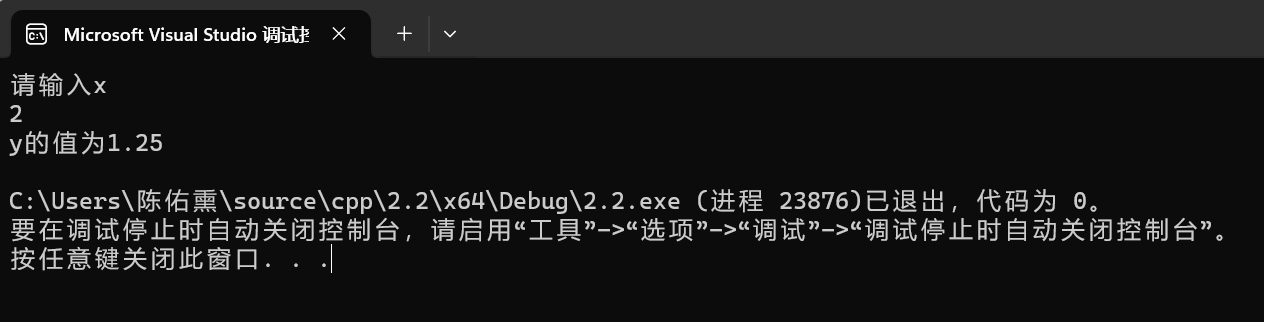 Microsoft Visual Studio 调试
请输入x
2
y的值为1.25
C:\Users\陈佑熏\source\cpp\2.2\x64\Debug\2.2.exe (进程 23876)已退出，代码为 0。
要在调试停止时自动关闭控制台，请启用“工具”->“选项”->“调试”->“调试停止时自动关闭控制台”。
按任意键关闭此窗口. . .